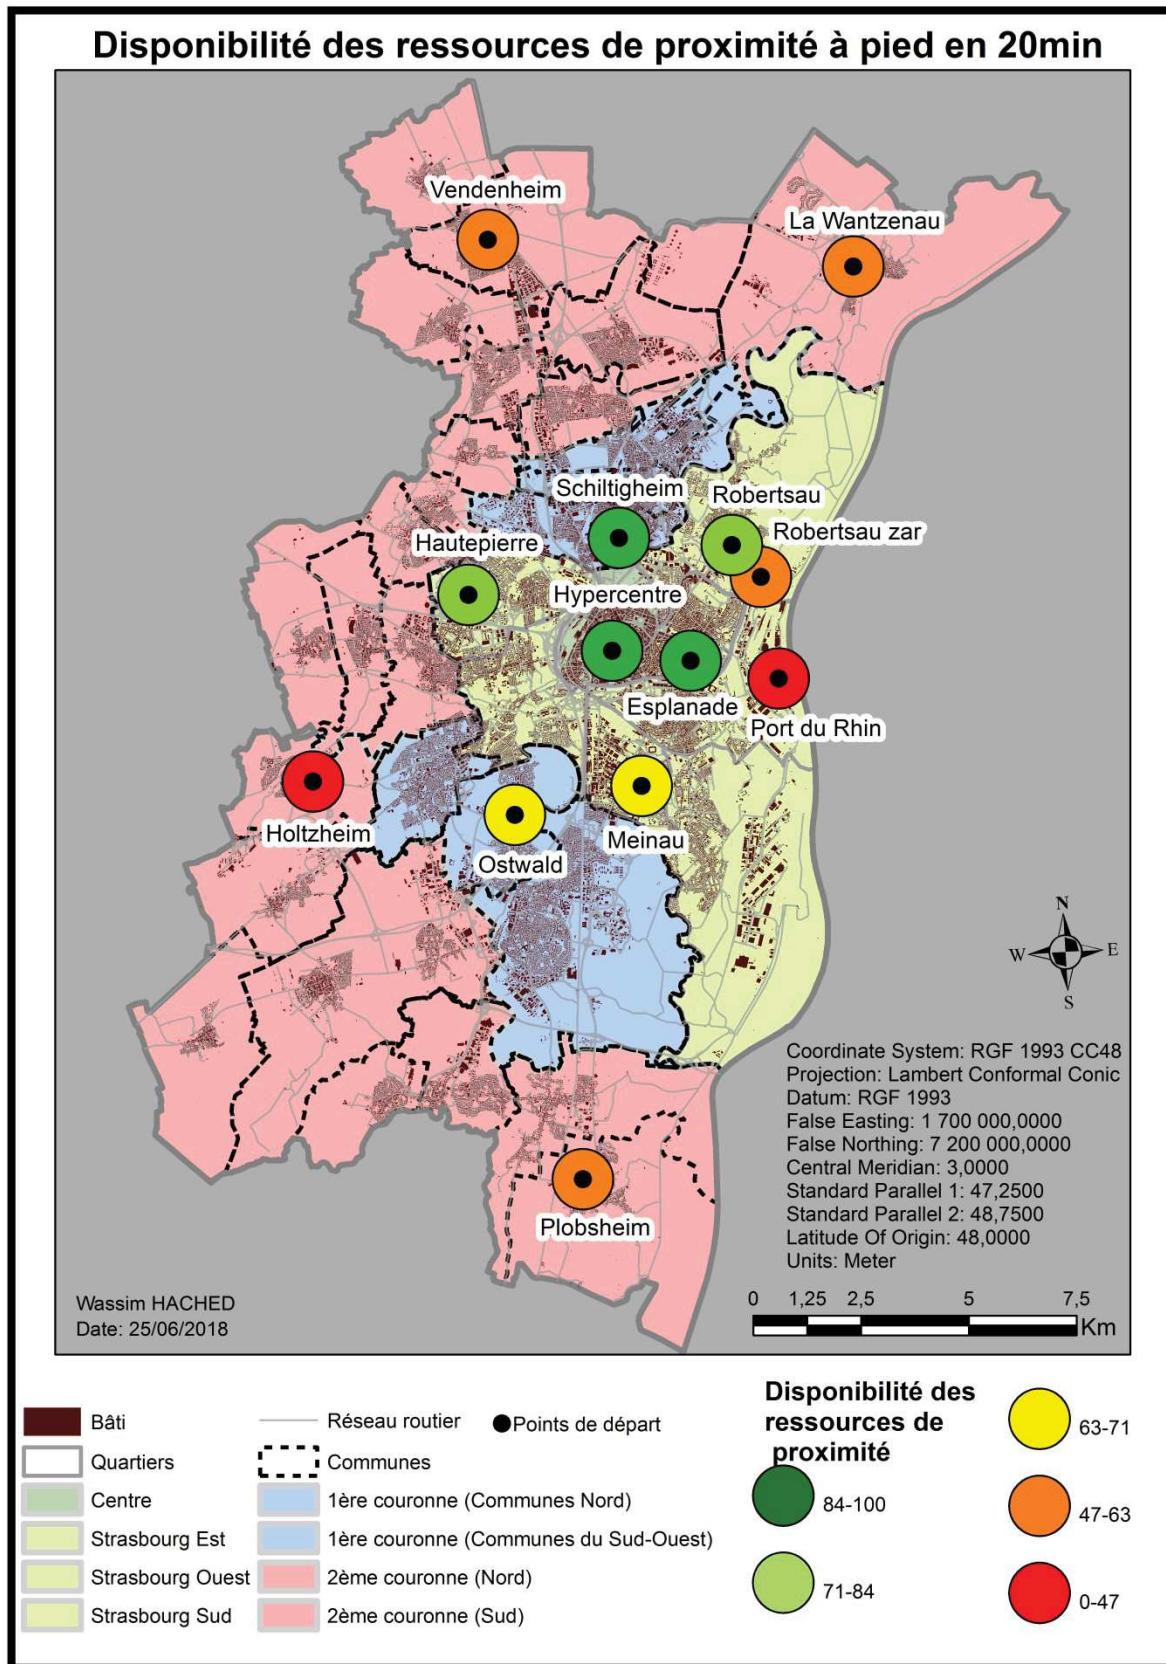 Disponibilité des ressources de proximité à pied en 20min
Vendenheim
La Wantzenau
Schiltigheim
Robertsau
Robertsau zar
Hautepierre
Hypercentre
Esplanade
Port du Rhin
Holtzheim
Ostwald
Meinau
Plobsheim
N
W
E
S
Coordinate System: RGF 1993 CC48
Projection: Lambert Conformal Conic
Datum: RGF 1993
False Easting: 1 700 000,0000
False Northing: 7 200 000,0000
Central Meridian: 3,0000
Standard Parallel 1: 47,2500
Standard Parallel 2: 48,7500
Latitude Of Origin: 48,0000
Units: Meter
Wassim HACHED
Date: 25/06/2018
0 1,25 2,5 5 7,5
Km
Bâti
Quartiers
Centre
Strasbourg Est
Strasbourg Ouest
Strasbourg Sud
Réseau routier
Points de départ
Communes
1ère couronne (Communes Nord)
1ère couronne (Communes du Sud-Ouest)
2ème couronne (Nord)
2ème couronne (Sud)
Disponibilité des
ressources de
proximité
84-100
71-84
63-71
47-63
0-47